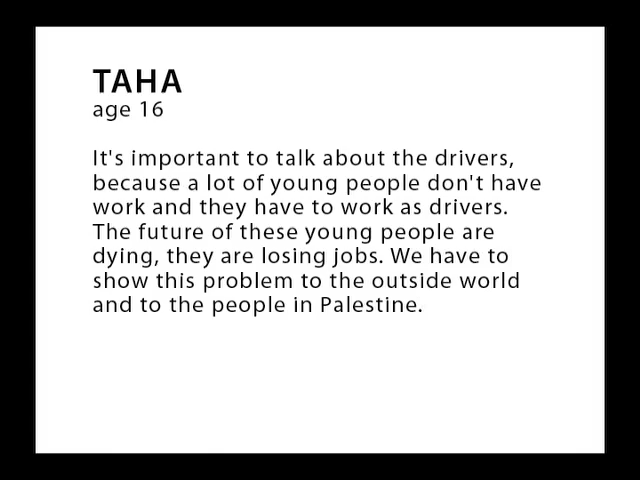 TAHA
age 16
It's important to talk about the drivers,
because a lot of young people don't have
work and they have to work as drivers.
The future of these young people are
dying, they are losing jobs. We have to
show this problem to the outside world
and to the people in Palestine.